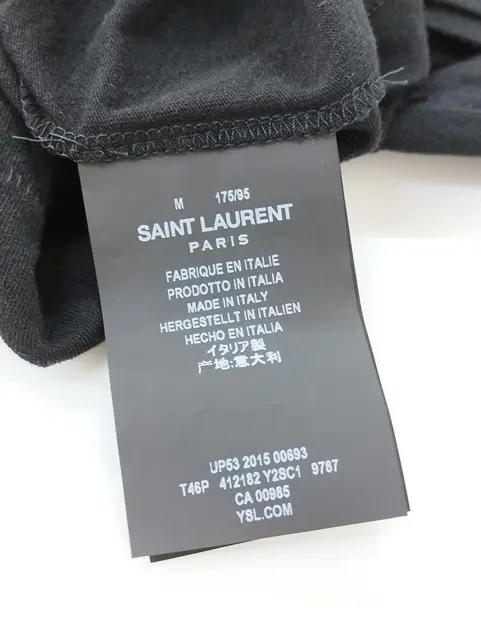 M 175/95
SAINT LAURENT
PARIS
FABRIQUE EN ITALIE
PRODOTTO IN ITALIA
MADE IN ITALY
HERGESTELLT IN ITALIEN
HECHO EN ITALIA
イタリア製
产地:意大利
UP53 2015 00693
T46P 412182 Y2SC1 9787
CA 00985
YSL.COM